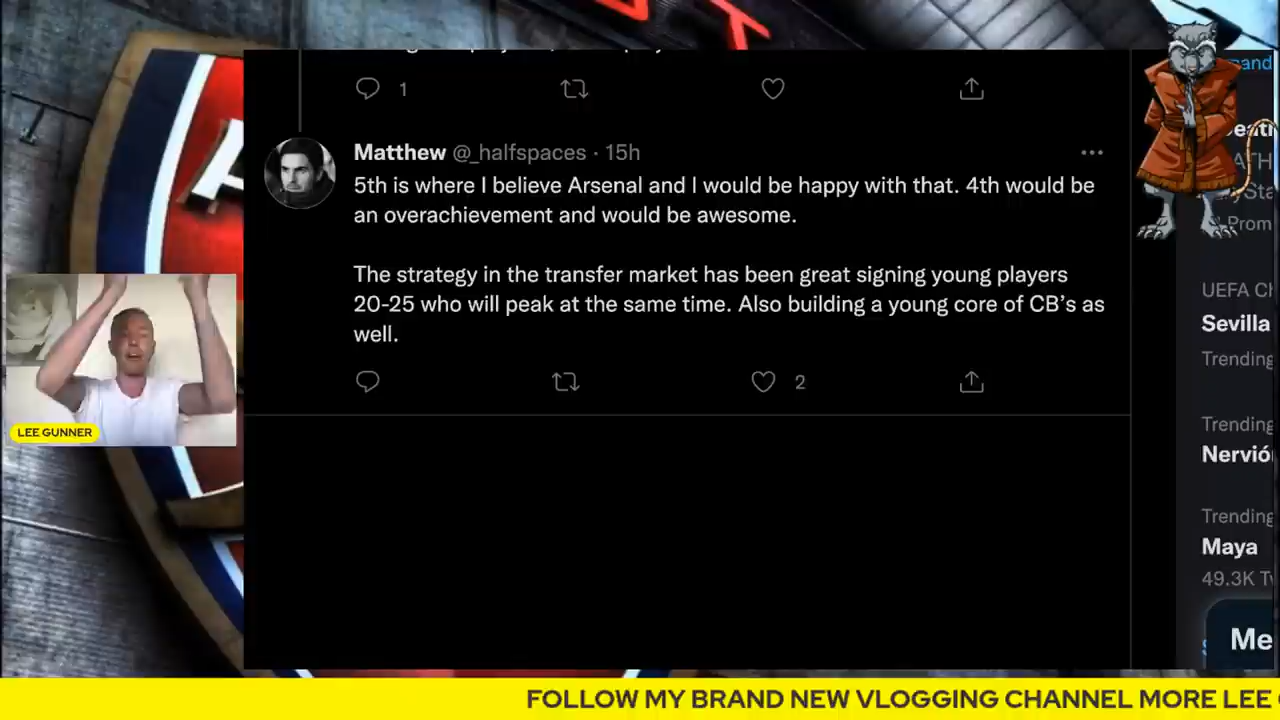 1
Matthew @_halfspaces · 15h
5th is where I believe Arsenal and I would be happy with that. 4th would be
an overachievement and would be awesome.
The strategy in the transfer market has been great signing young players
20-25 who will peak at the same time. Also building a young core of CB’s as
well.
2
UEFA
Sevilla
Trending
Trending
Trending
Maya
49.3K
LEE GUNNER
FOLLOW MY BRAND NEW VLOGGING CHANNEL MORE LEE